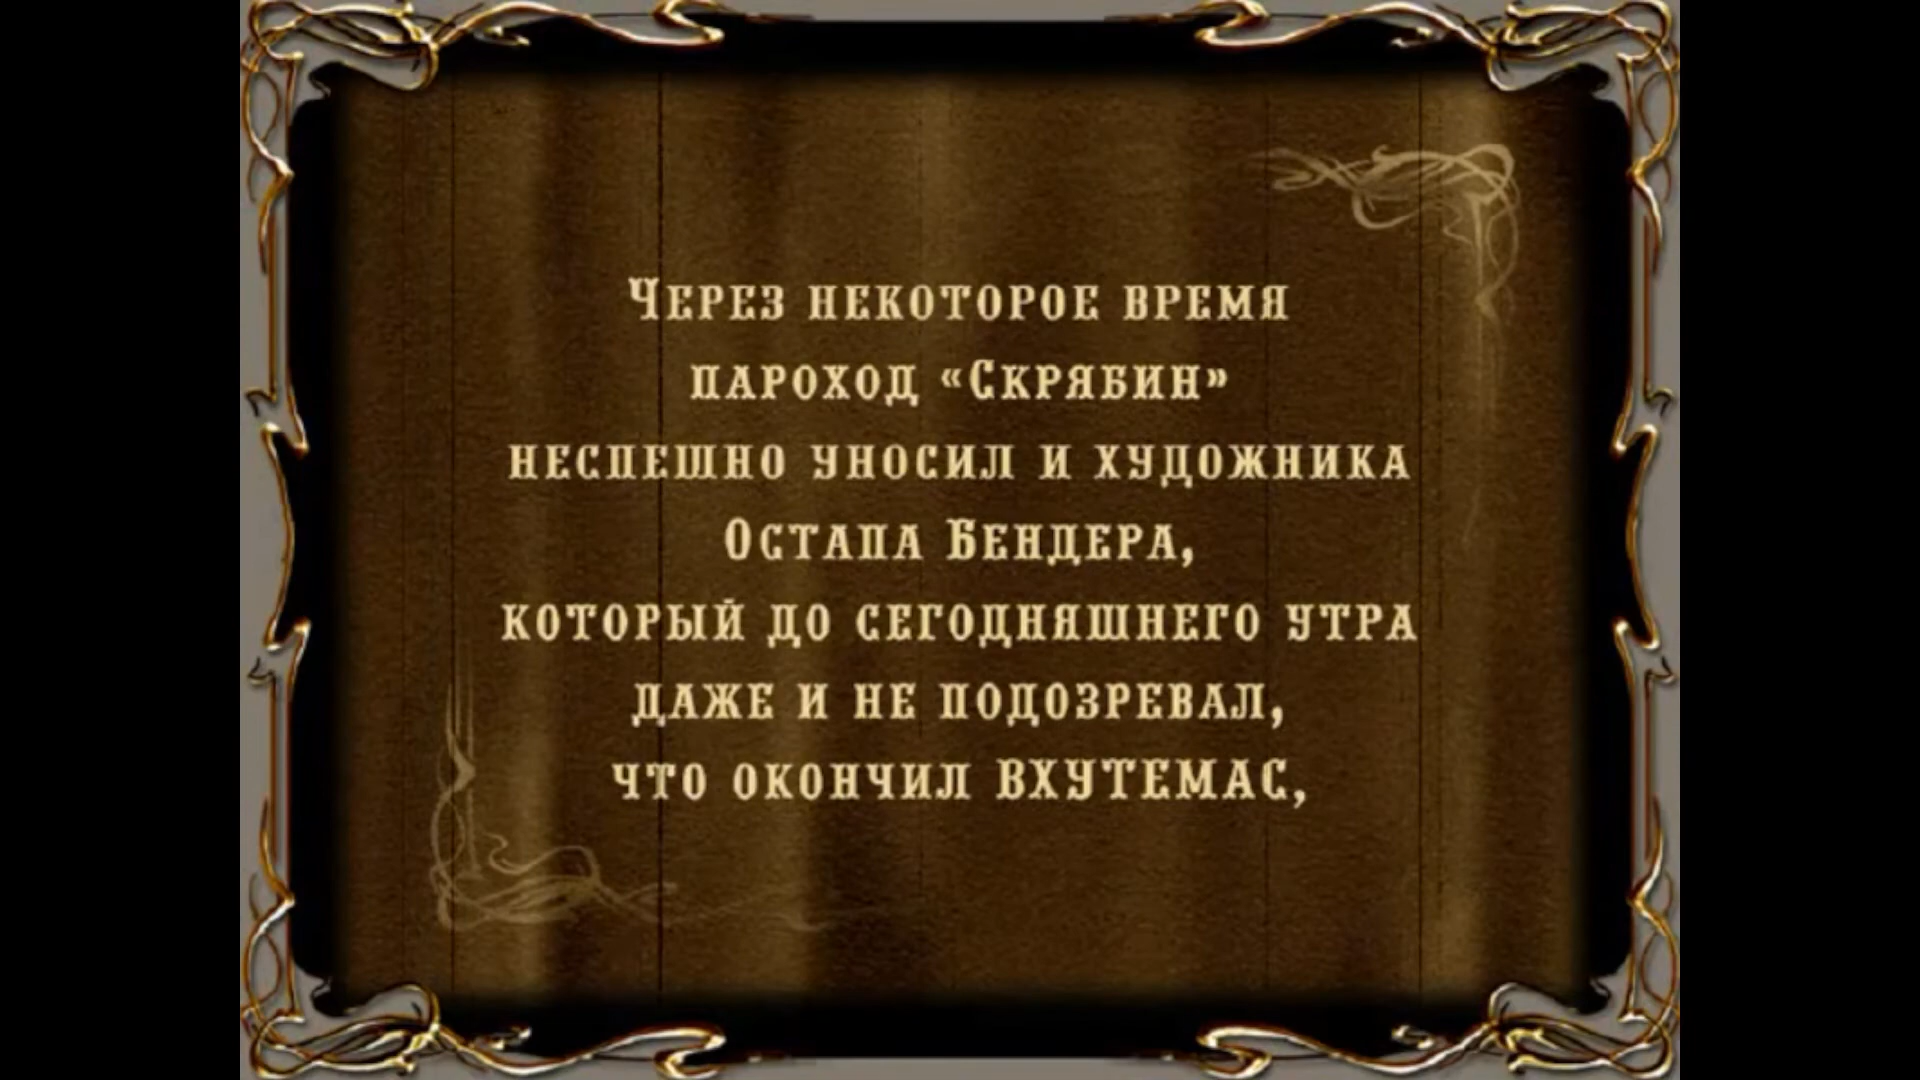 Через некоторое время
пароход «Скрябин»
неспешно уносил и художника
Остапа Бендера,
который до сегодняшнего утра
даже и не подозревал,
что окончил ВХУТЕМАС,